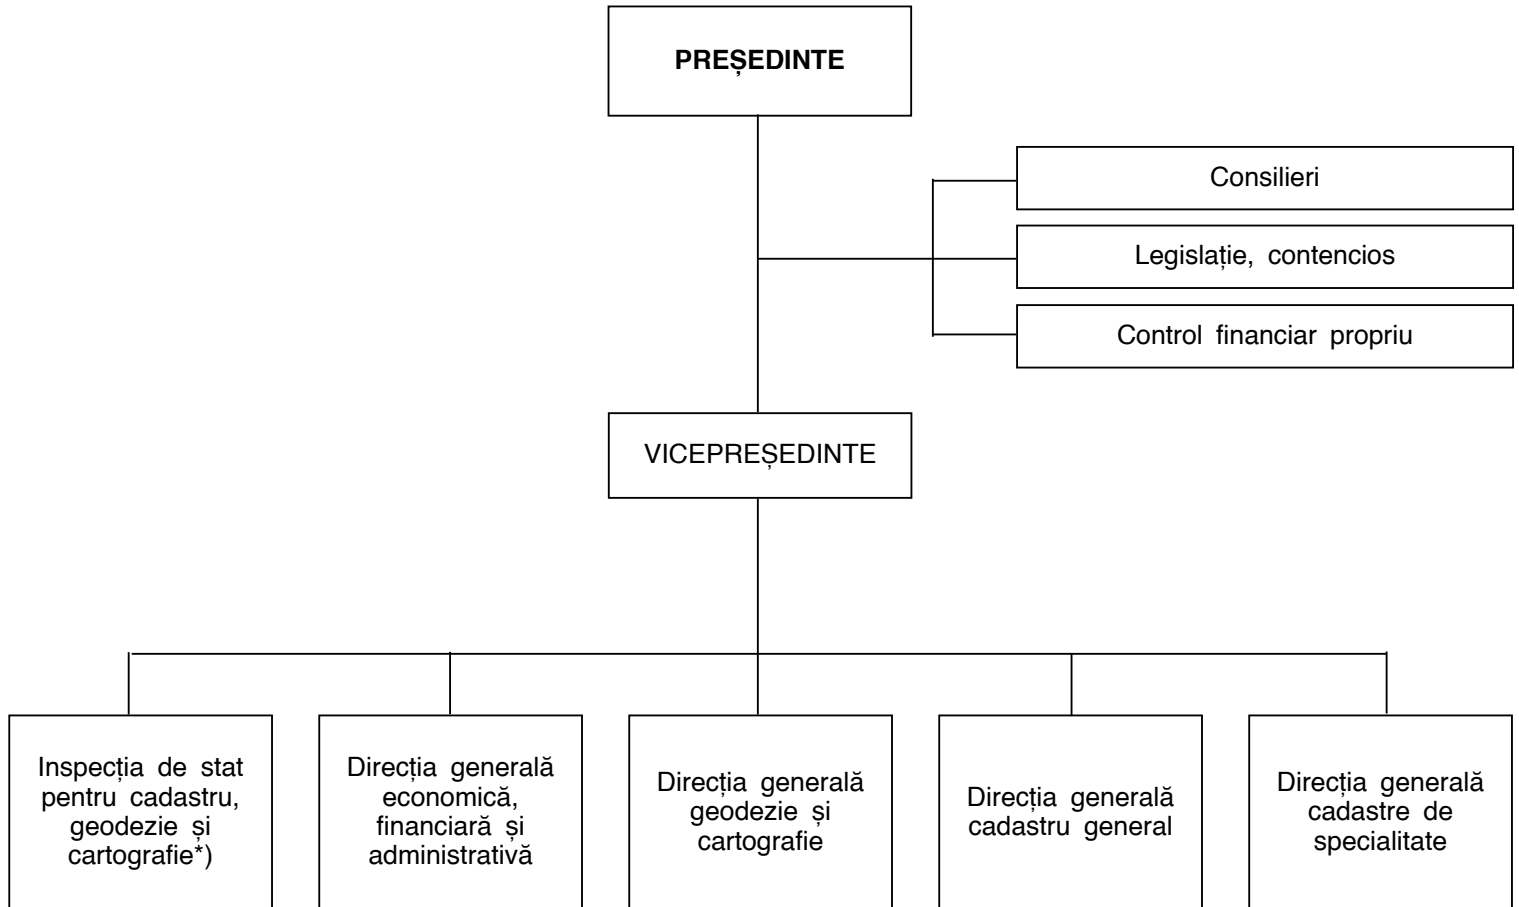 PREȘEDINTE
Consilieri
Legislație, contencios
Control financiar propriu
VICEPREȘEDINTE
Inspecția de stat
pentru cadastru,
geodezie și
cartografie*)
Direcția generală
economică,
financiară și
administrativă
Direcția generală
geodezie și
cartografie
Direcția generală
cadastru general
Direcția generală
cadastre de
specialitate